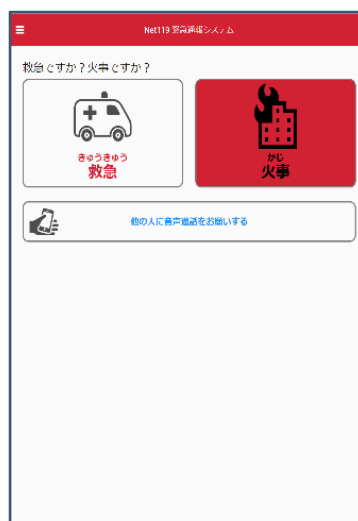 Net119 緊急通報システム
救急ですか？火事ですか？
きゅうきゅう
救急
かじ
火事
他の人に音声通話をお願いする